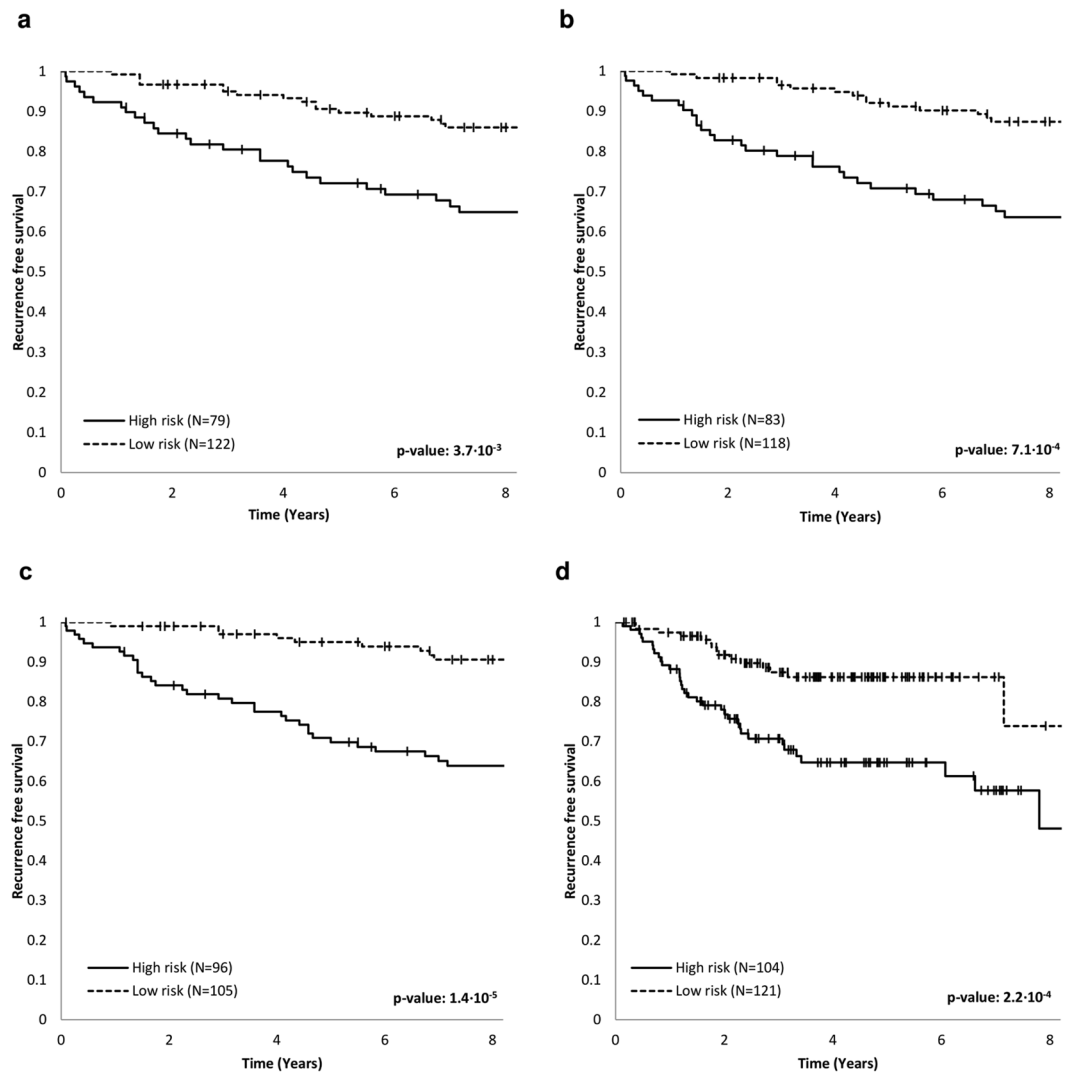 a
1
0.9
0.8
0.7
0.6
0.5
0.4
0.3
0.2
0.1
0
Recurrence free survival
High risk (N=79)
Low risk (N=122)
p-value: 3.7·10⁻³
0 2 4 6 8
Time (Years)
b
1
0.9
0.8
0.7
0.6
0.5
0.4
0.3
0.2
0.1
0
Recurrence free survival
High risk (N=83)
Low risk (N=118)
p-value: 7.1·10⁻⁴
0 2 4 6 8
Time (Years)
c
1
0.9
0.8
0.7
0.6
0.5
0.4
0.3
0.2
0.1
0
Recurrence free survival
High risk (N=96)
Low risk (N=105)
p-value: 1.4·10⁻⁵
0 2 4 6 8
Time (Years)
d
1
0.9
0.8
0.7
0.6
0.5
0.4
0.3
0.2
0.1
0
Recurrence free survival
High risk (N=104)
Low risk (N=121)
p-value: 2.2·10⁻⁴
0 2 4 6 8
Time (Years)